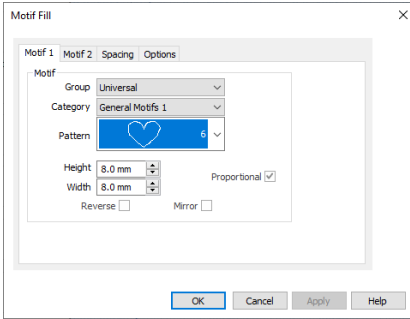 Motif Fill
Motif 1 Motif 2 Spacing Options
Motif
Group Universal
Category General Motifs 1
Pattern 6
Height 8.0 mm
Proportional
Width 8.0 mm
Reverse Mirror
OK Cancel Apply Help